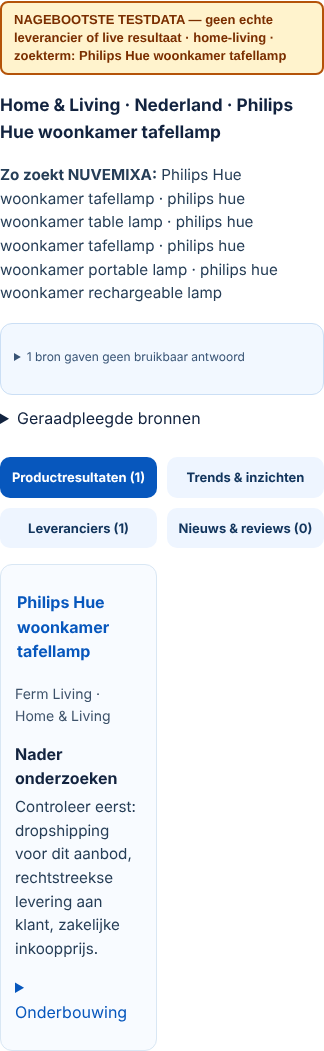 NAGEBOOTSTE TESTDATA — geen echte
leverancier of live resultaat · home-living ·
zoekterm: Philips Hue woonkamer tafellamp
Home & Living · Nederland · Philips
Hue woonkamer tafellamp
Zo zoekt NUVEMIXA: Philips Hue
woonkamer tafellamp · philips hue
woonkamer table lamp · philips hue
woonkamer tafellamp · philips hue
woonkamer portable lamp · philips hue
woonkamer rechargeable lamp
1 bron gaven geen bruikbaar antwoord
Geraadpleegde bronnen
Productresultaten (1)
Trends & inzichten
Leveranciers (1)
Nieuws & reviews (0)
Philips Hue
woonkamer
tafellamp
Ferm Living ·
Home & Living
Nader
onderzoeken
Controleer eerst:
dropshipping
voor dit aanbod,
rechtstreekse
levering aan
klant, zakelijke
inkoopprijs.
Onderbouwing